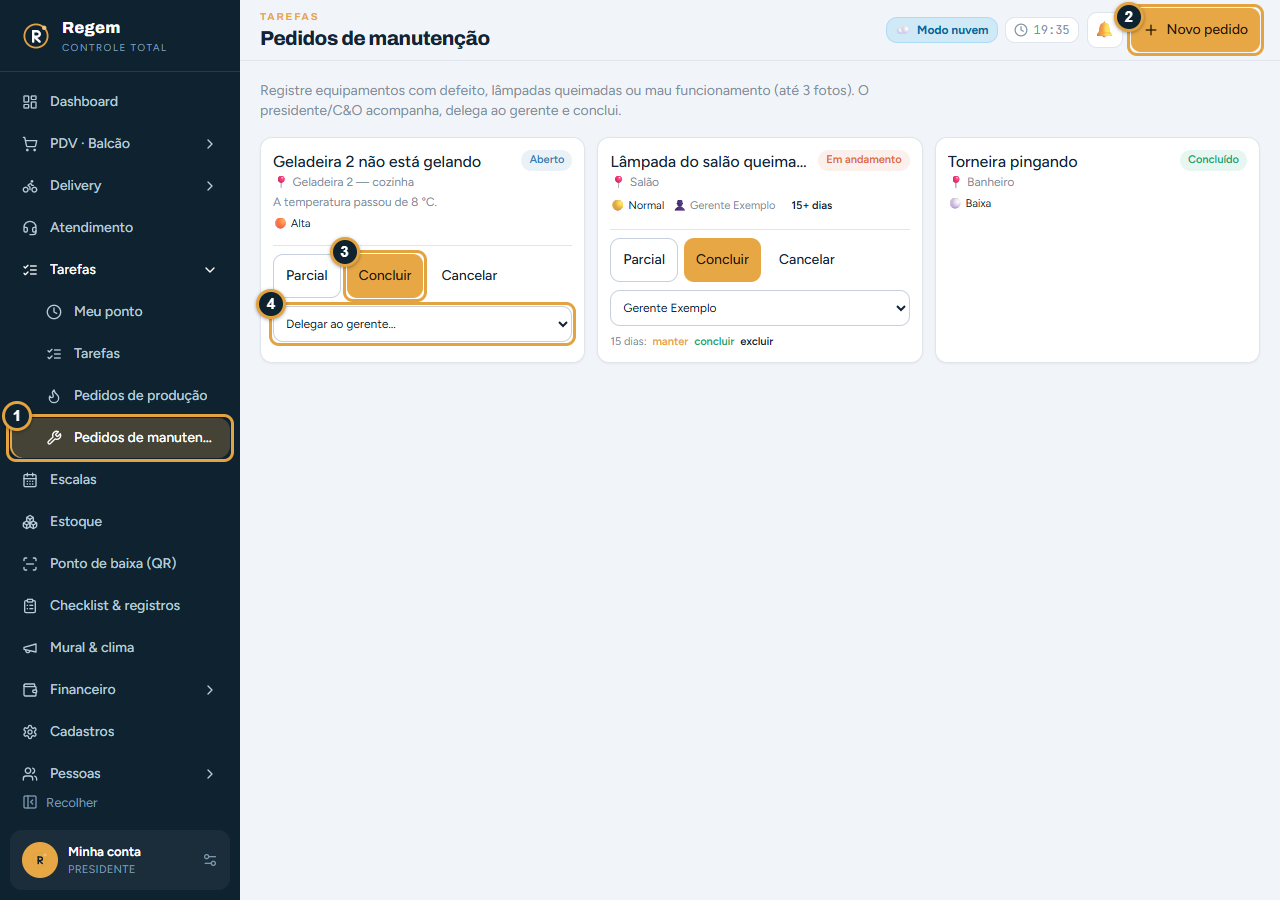 Regem
CONTROLE TOTAL
Dashboard
PDV · Balcão
Delivery
Atendimento
Tarefas
Meu ponto
Tarefas
Pedidos de produção
1
Pedidos de manuten...
Escalas
Estoque
Ponto de baixa (QR)
Checklist & registros
Mural & clima
Financeiro
Cadastros
Pessoas
Recolher
R
Minha conta
PRESIDENTE
TAREFAS
Pedidos de manutenção
Modo nuvem
19:35
2
+ Novo pedido
Registre equipamentos com defeito, lâmpadas queimadas ou mau funcionamento (até 3 fotos). O
presidente/C&O acompanha, delega ao gerente e conclui.
Geladeira 2 não está gelando
Aberto
Geladeira 2 — cozinha
A temperatura passou de 8 °C.
Alta
3
Parcial
Concluir
Cancelar
4
Delegar ao gerente...
Lâmpada do salão queima...
Em andamento
Salão
Normal
Gerente Exemplo
15+ dias
Parcial
Concluir
Cancelar
Gerente Exemplo
15 dias: manter concluir excluir
Torneira pingando
Concluído
Banheiro
Baixa